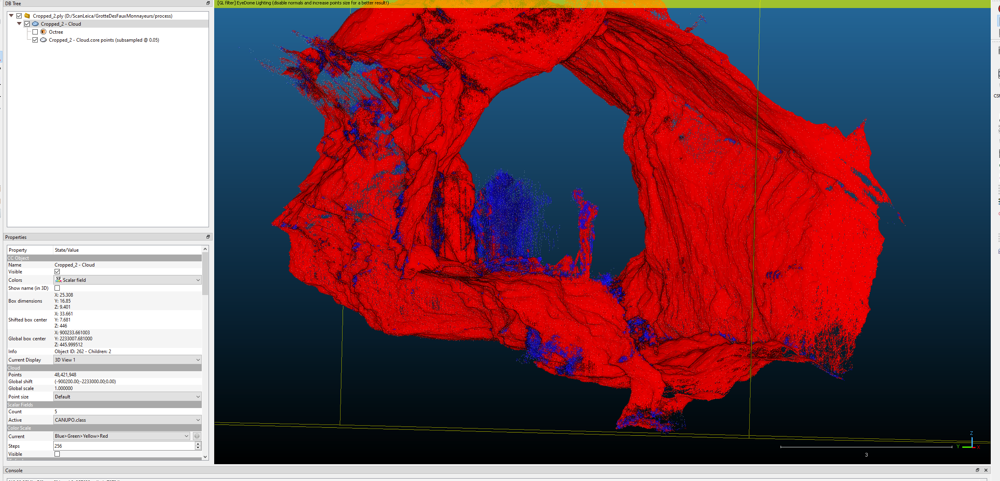 DB Tree
Cropped_2.ply (D:/ScanLeica/GrotteDesFauxMonnayeurs/process)
Cropped_2 - Cloud
Octree
Cropped_2 - Cloud.core points (subsampled @ 0.05)
[GL filter] EyeDome Lighting (disable normals and increase points size for a better result!)
CSF
Properties
Property State/Value
CC Object
Name Cropped_2 - Cloud
Visible
Colors SF Scalar field
Show name (in 3D)
Box dimensions
X: 25.308
Y: 16.85
Z: 9.401
Shifted box center
X: 33.661
Y: 7.681
Z: 446
Global box center
X: 900233.661003
Y: 2233007.681000
Z: 445.999512
Info Object ID: 262 - Children: 2
Current Display 3D View 1
Cloud
Points 48,421,948
Global shift (-900200.00;-2233000.00;0.00)
Global scale 1.000000
Point size Default
Scalar Fields
Count 5
Active CANUPO.class
Color Scale
Current Blue>Green>Yellow>Red
Steps 256
Visible
Z
Y
X
3
Console